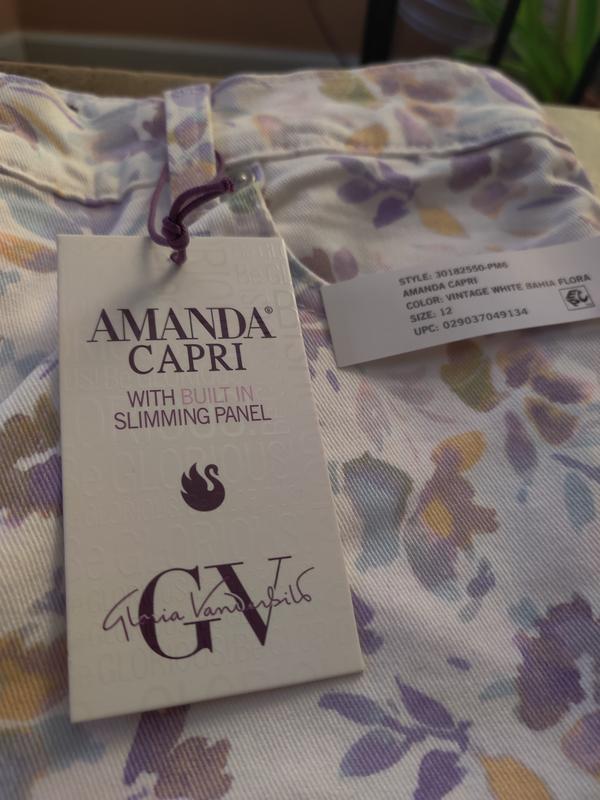 AMANDA®
CAPRI
WITH BUILT IN
SLIMMING PANEL
GV
Gloria Vanderbilt
STYLE: 30182550-PM6
AMANDA CAPRI
COLOR: VINTAGE WHITE BAHIA FLORA
SIZE: 12
UPC: 029037049134